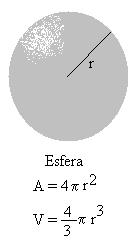 r
Esfera
A = 4 π r²
V = 4/3 π r³